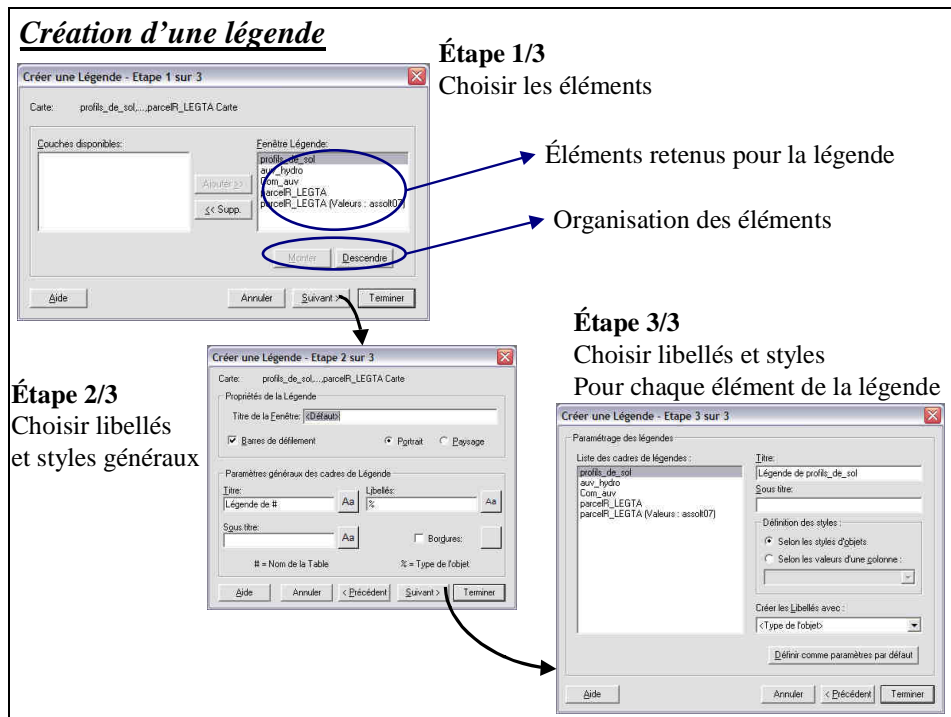 Création d’une légende
Étape 1/3
Choisir les éléments
Créer une Légende - Etape 1 sur 3
Carte: profils_de_sol,...,parcelR_LEGTA Carte
Couches disponibles:
Fenêtre Légende:
profils_de_sol
auv_hydro
Com_auv
parcelR_LEGTA
parcelR_LEGTA (Valeurs : assolt07)
Ajouter >>
<< Supp.
Monter Descendre
Aide Annuler Suivant > Terminer
Éléments retenus pour la légende
Organisation des éléments
Étape 2/3
Choisir libellés
et styles généraux
Créer une Légende - Etape 2 sur 3
Carte: profils_de_sol,...,parcelR_LEGTA Carte
Propriétés de la Légende
Titre de la Fenêtre: <Défaut>
Barres de défilement Portrait Paysage
Paramètres généraux des cadres de Légende
Titre: Libellés:
Légende de # Aa % Aa
Sous titre:
Aa Bordures:
# = Nom de la Table % = Type de l'objet
Aide Annuler < Précédent Suivant > Terminer
Étape 3/3
Choisir libellés et styles
Pour chaque élément de la légende
Créer une Légende - Etape 3 sur 3
Paramétrage des légendes
Liste des cadres de légendes :
profils_de_sol
auv_hydro
Com_auv
parcelR_LEGTA
parcelR_LEGTA (Valeurs : assolt07)
Titre:
Légende de profils_de_sol
Sous titre:
Définition des styles :
Selon les styles d'objets
Selon les valeurs d'une colonne :
Créer les Libellés avec :
<Type de l'objet>
Définir comme paramètres par défaut
Aide Annuler < Précédent Terminer